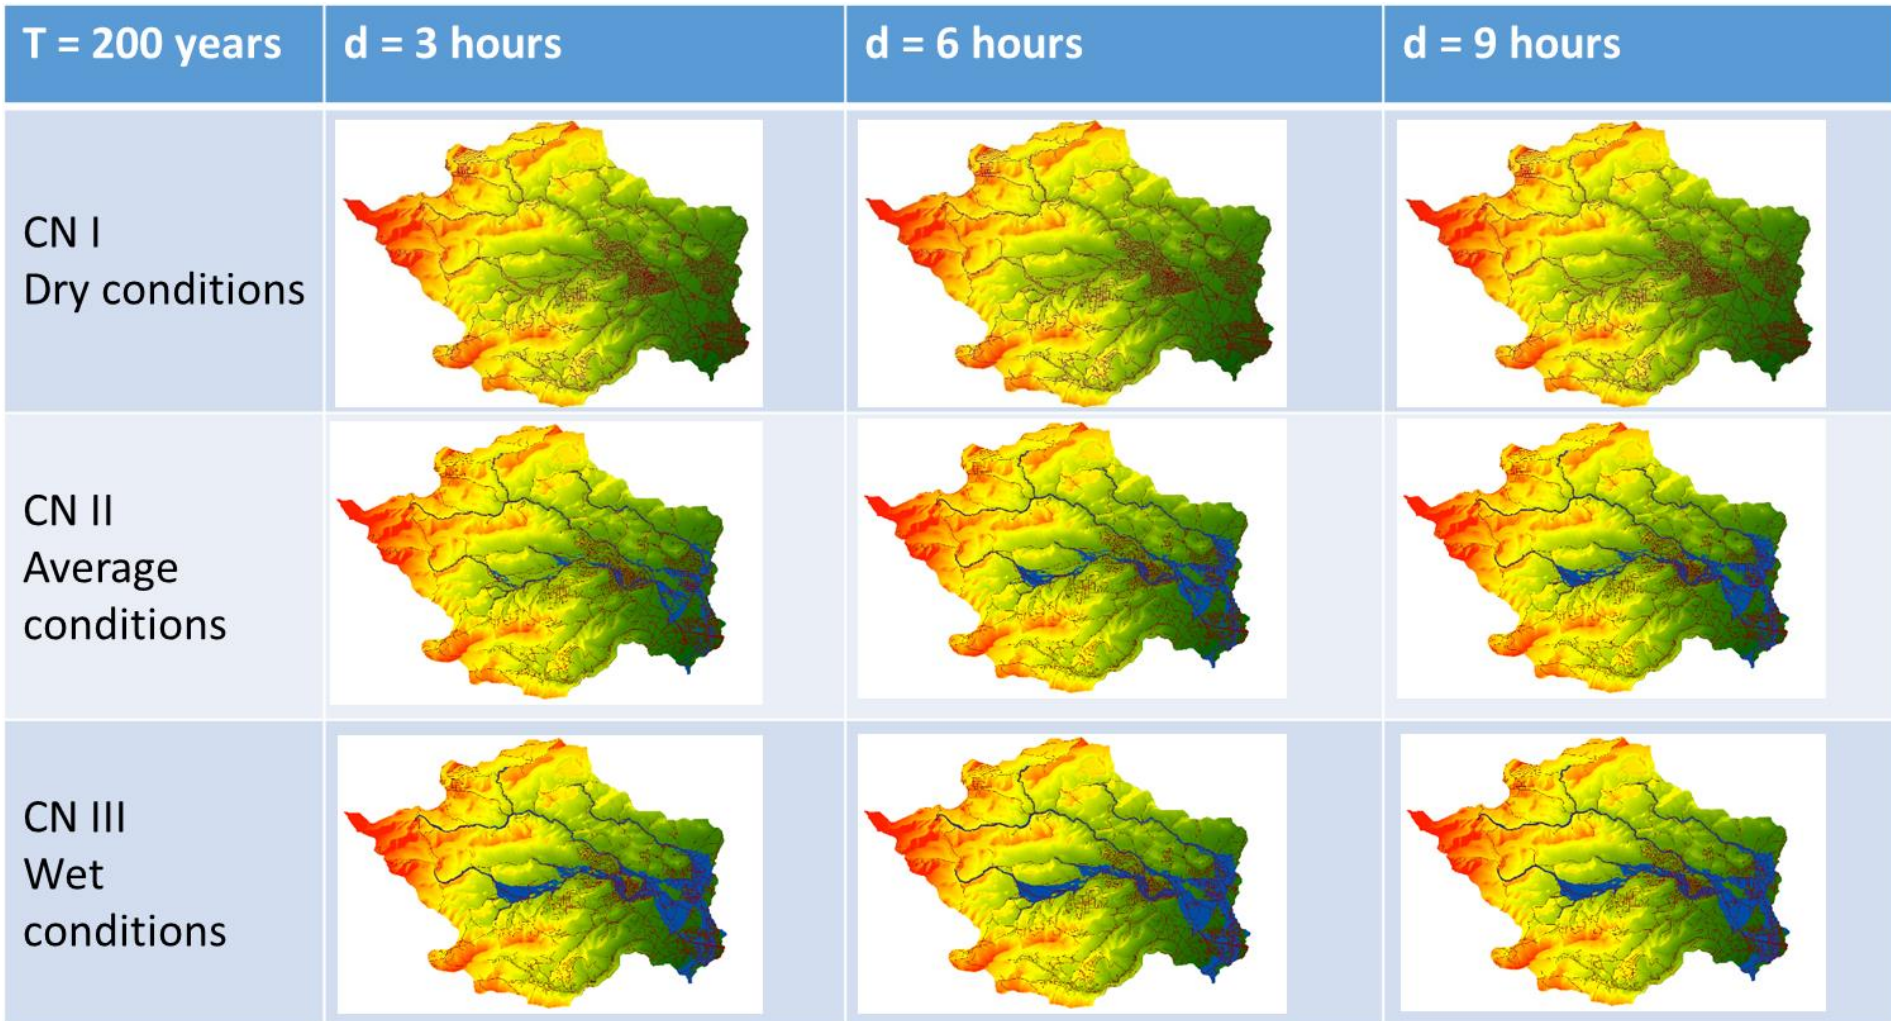 T = 200 years
d = 3 hours
d = 6 hours
d = 9 hours
CN I
Dry conditions
CN II
Average
conditions
CN III
Wet
conditions